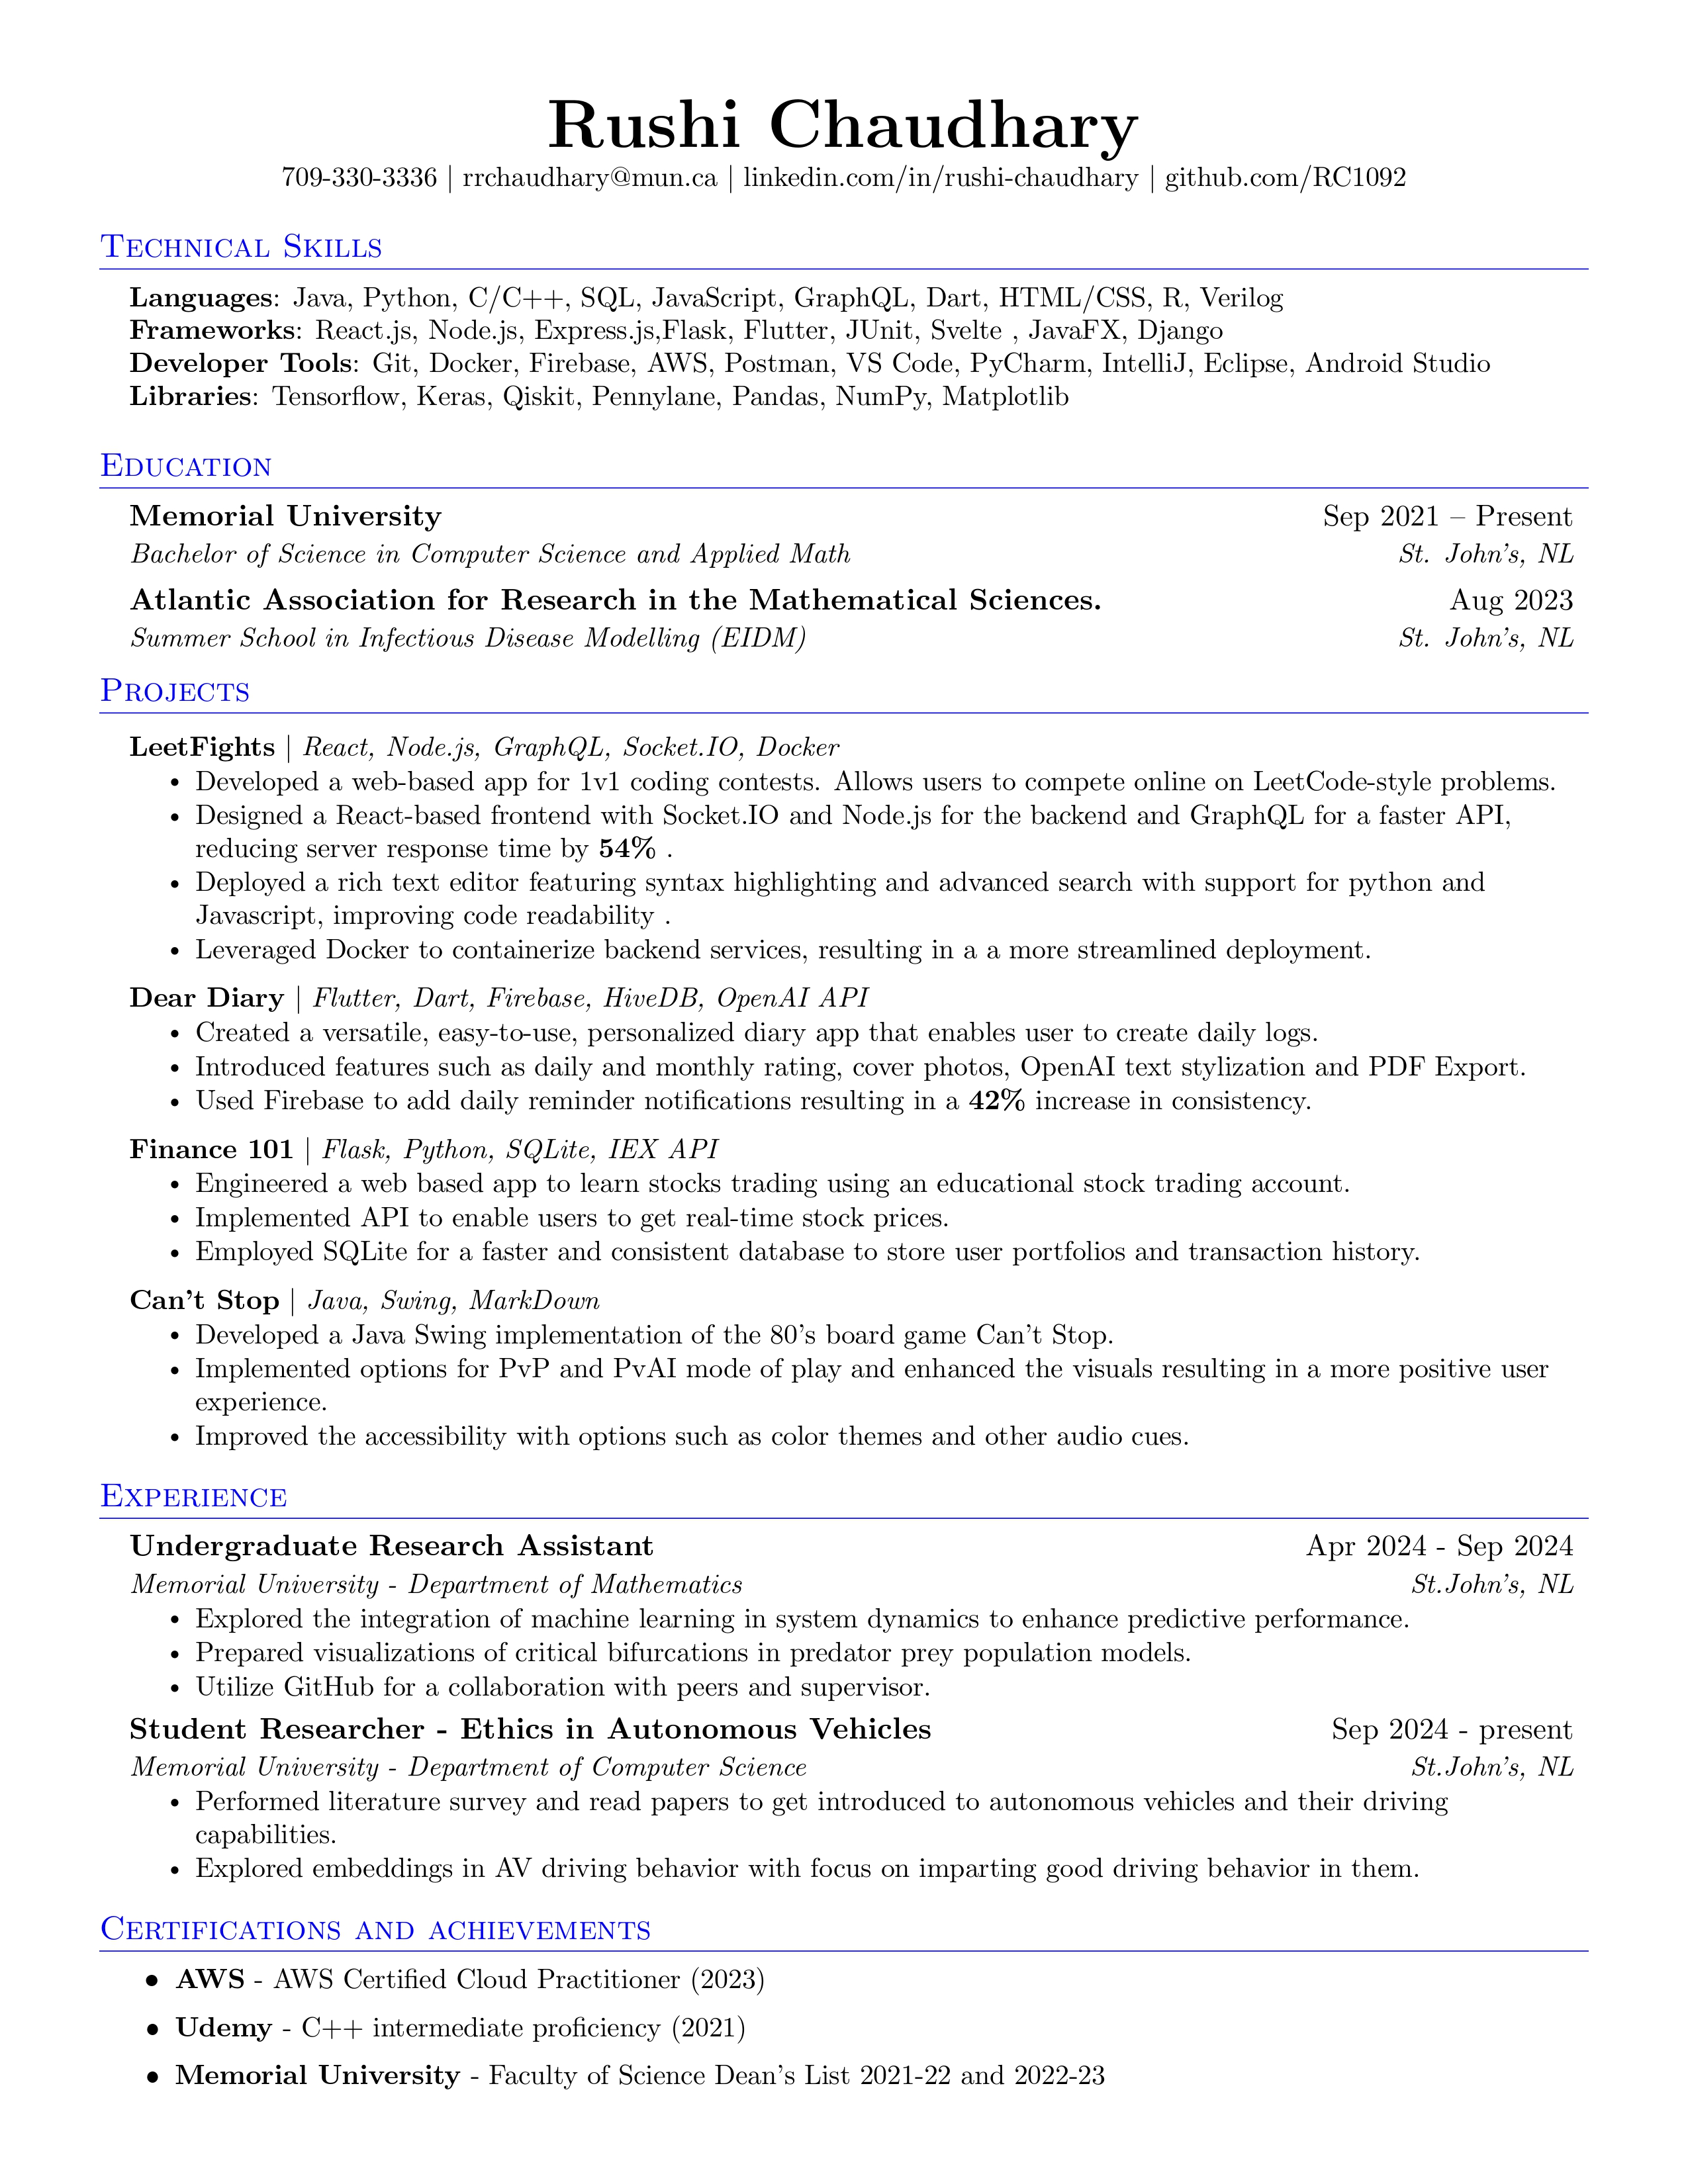 Rushi Chaudhary
709-330-3336 | rrchaudhary@mun.ca | linkedin.com/in/rushi-chaudhary | github.com/RC1092
Technical Skills
Languages: Java, Python, C/C++, SQL, JavaScript, GraphQL, Dart, HTML/CSS, R, Verilog
Frameworks: React.js, Node.js, Express.js,Flask, Flutter, JUnit, Svelte , JavaFX, Django
Developer Tools: Git, Docker, Firebase, AWS, Postman, VS Code, PyCharm, IntelliJ, Eclipse, Android Studio
Libraries: Tensorflow, Keras, Qiskit, Pennylane, Pandas, NumPy, Matplotlib
Education
Memorial University Sep 2021 – Present
Bachelor of Science in Computer Science and Applied Math St. John's, NL
Atlantic Association for Research in the Mathematical Sciences. Aug 2023
Summer School in Infectious Disease Modelling (EIDM) St. John's, NL
Projects
LeetFights | React, Node.js, GraphQL, Socket.IO, Docker
• Developed a web-based app for 1v1 coding contests. Allows users to compete online on LeetCode-style problems.
• Designed a React-based frontend with Socket.IO and Node.js for the backend and GraphQL for a faster API,
reducing server response time by 54% .
• Deployed a rich text editor featuring syntax highlighting and advanced search with support for python and
Javascript, improving code readability .
• Leveraged Docker to containerize backend services, resulting in a a more streamlined deployment.
Dear Diary | Flutter, Dart, Firebase, HiveDB, OpenAI API
• Created a versatile, easy-to-use, personalized diary app that enables user to create daily logs.
• Introduced features such as daily and monthly rating, cover photos, OpenAI text stylization and PDF Export.
• Used Firebase to add daily reminder notifications resulting in a 42% increase in consistency.
Finance 101 | Flask, Python, SQLite, IEX API
• Engineered a web based app to learn stocks trading using an educational stock trading account.
• Implemented API to enable users to get real-time stock prices.
• Employed SQLite for a faster and consistent database to store user portfolios and transaction history.
Can't Stop | Java, Swing, MarkDown
• Developed a Java Swing implementation of the 80's board game Can't Stop.
• Implemented options for PvP and PvAI mode of play and enhanced the visuals resulting in a more positive user
experience.
• Improved the accessibility with options such as color themes and other audio cues.
Experience
Undergraduate Research Assistant Apr 2024 - Sep 2024
Memorial University - Department of Mathematics St.John's, NL
• Explored the integration of machine learning in system dynamics to enhance predictive performance.
• Prepared visualizations of critical bifurcations in predator prey population models.
• Utilize GitHub for a collaboration with peers and supervisor.
Student Researcher - Ethics in Autonomous Vehicles Sep 2024 - present
Memorial University - Department of Computer Science St.John's, NL
• Performed literature survey and read papers to get introduced to autonomous vehicles and their driving
capabilities.
• Explored embeddings in AV driving behavior with focus on imparting good driving behavior in them.
Certifications and achievements
• AWS - AWS Certified Cloud Practitioner (2023)
• Udemy - C++ intermediate proficiency (2021)
• Memorial University - Faculty of Science Dean's List 2021-22 and 2022-23